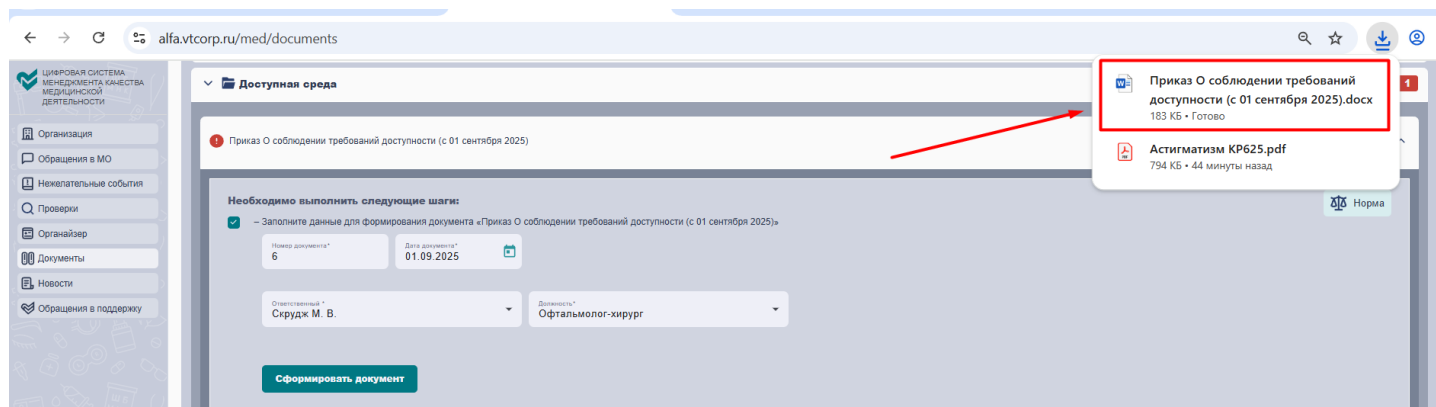 alfa.vtcorp.ru/med/documents
ЦИФРОВАЯ СИСТЕМА
МЕНЕДЖМЕНТА КАЧЕСТВА
МЕДИЦИНСКОЙ
ДЕЯТЕЛЬНОСТИ
Организация
Обращения в МО
Нежелательные события
Проверки
Органайзер
Документы
Новости
Обращения в поддержку
Доступная среда
1
Приказ О соблюдении требований доступности (с 01 сентября 2025)
Необходимо выполнить следующие шаги:
– Заполните данные для формирования документа «Приказ О соблюдении требований доступности (с 01 сентября 2025)»
Номер документа*
6
Дата документа*
01.09.2025
Ответственный *
Скрудж М. В.
Должность*
Офтальмолог-хирург
Сформировать документ
Норма
Приказ О соблюдении требований
доступности (с 01 сентября 2025).docx
183 КБ • Готово
Астигматизм КР625.pdf
794 КБ • 44 минуты назад